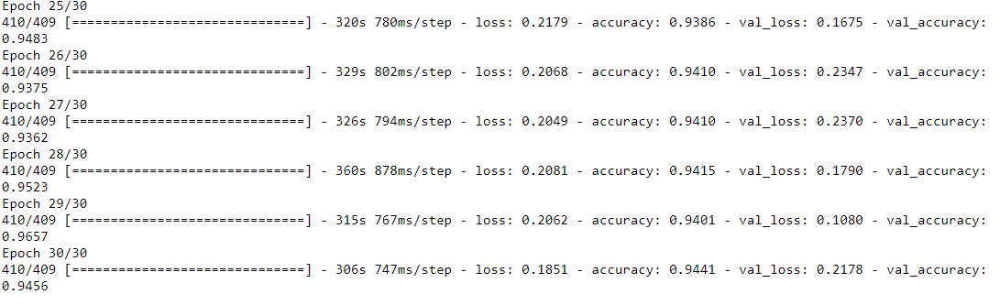 Epoch 25/30
410/409 [==============================] - 320s 780ms/step - loss: 0.2179 - accuracy: 0.9386 - val_loss: 0.1675 - val_accuracy:
0.9483
Epoch 26/30
410/409 [==============================] - 329s 802ms/step - loss: 0.2068 - accuracy: 0.9410 - val_loss: 0.2347 - val_accuracy:
0.9375
Epoch 27/30
410/409 [==============================] - 326s 794ms/step - loss: 0.2049 - accuracy: 0.9410 - val_loss: 0.2370 - val_accuracy:
0.9362
Epoch 28/30
410/409 [==============================] - 360s 878ms/step - loss: 0.2081 - accuracy: 0.9415 - val_loss: 0.1790 - val_accuracy:
0.9523
Epoch 29/30
410/409 [==============================] - 315s 767ms/step - loss: 0.2062 - accuracy: 0.9401 - val_loss: 0.1080 - val_accuracy:
0.9657
Epoch 30/30
410/409 [==============================] - 306s 747ms/step - loss: 0.1851 - accuracy: 0.9441 - val_loss: 0.2178 - val_accuracy:
0.9456